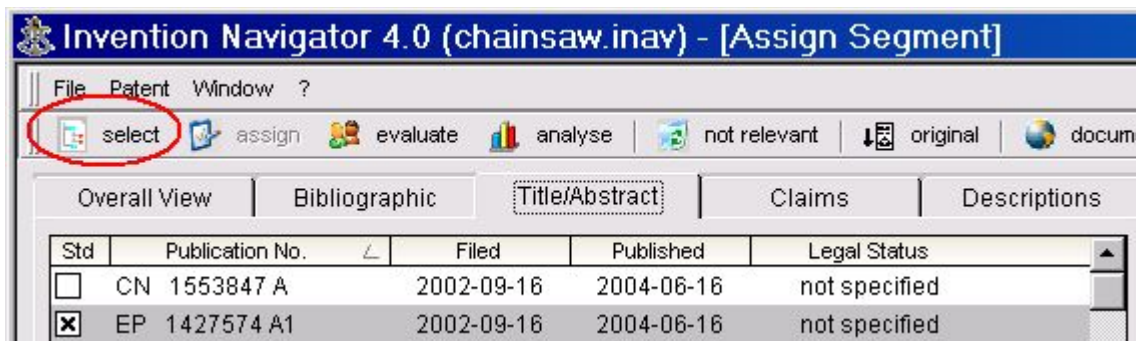 Invention Navigator 4.0 (chainsaw.inav) - [Assign Segment]
File Patent Window ?
select assign evaluate analyse not relevant original docum
Overall View Bibliographic Title/Abstract Claims Descriptions
Std Publication No. Filed Published Legal Status
CN 1553847 A 2002-09-16 2004-06-16 not specified
EP 1427574 A1 2002-09-16 2004-06-16 not specified